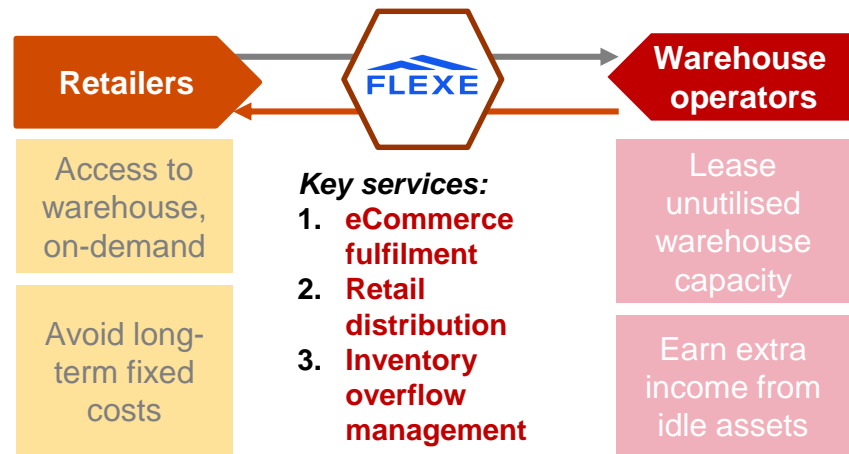 Retailers
FLEXE
Warehouse
operators
Access to
warehouse,
on-demand
Avoid long-
term fixed
costs
Key services:
1. eCommerce
fulfilment
2. Retail
distribution
3. Inventory
overflow
management
Lease
unutilised
warehouse
capacity
Earn extra
income from
idle assets